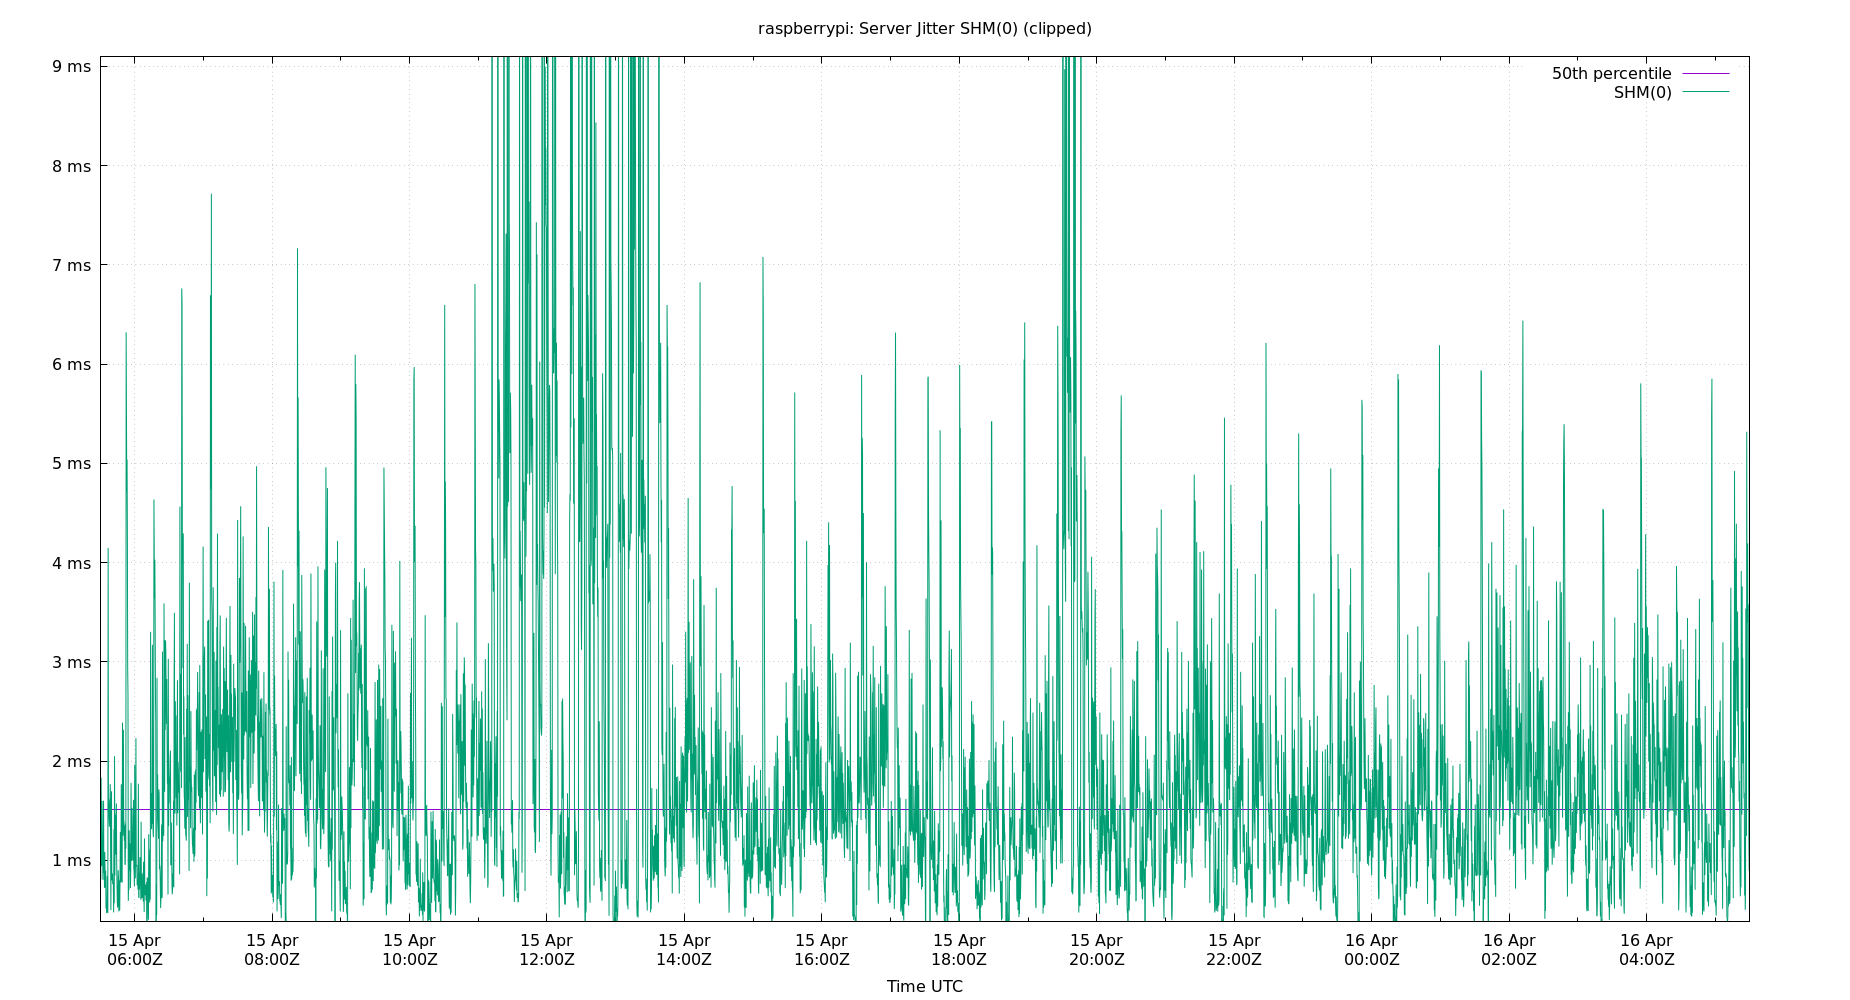 raspberrypi: Server Jitter SHM(0) (clipped)
50th percentile
SHM(0)
9 ms
8 ms
7 ms
6 ms
5 ms
4 ms
3 ms
2 ms
1 ms
15 Apr 15 Apr 15 Apr 15 Apr 15 Apr 15 Apr 15 Apr 15 Apr 15 Apr 16 Apr 16 Apr 16 Apr
06:00Z 08:00Z 10:00Z 12:00Z 14:00Z 16:00Z 18:00Z 20:00Z 22:00Z 00:00Z 02:00Z 04:00Z
Time UTC